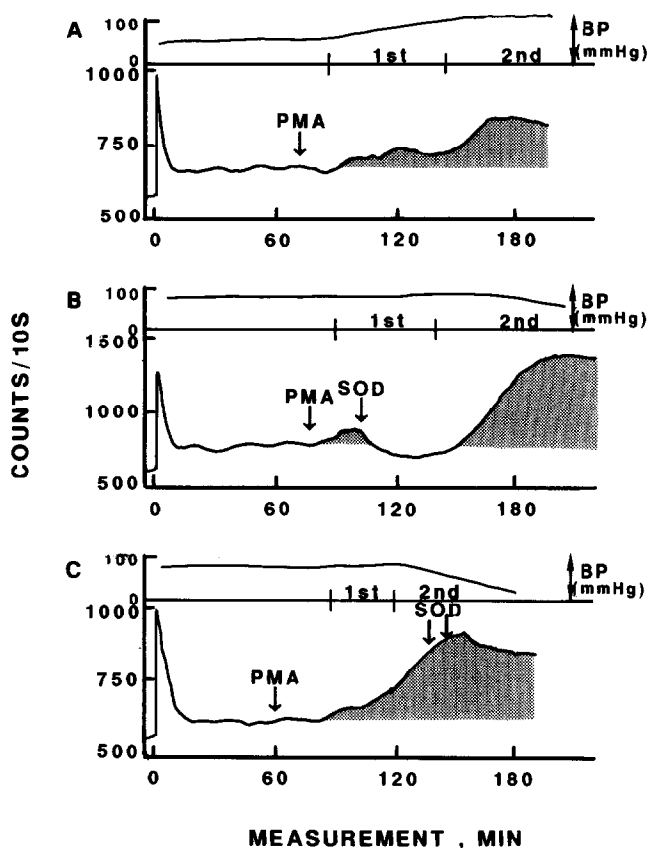 A
100
0
BP
(mmHg)
1st
2nd
1000
750
500
PMA
0
60
120
180
B
100
0
BP
(mmHg)
1st
2nd
1500
1000
500
PMA
SOD
0
60
120
180
COUNTS/10S
C
100
0
BP
(mmHg)
1st
2nd
SOD
1000
750
500
PMA
0
60
120
180
MEASUREMENT , MIN